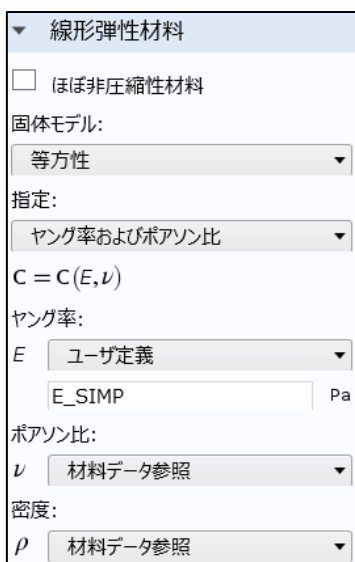 線形弾性材料
ほぼ非圧縮性材料
固体モデル:
等方性
指定:
ヤング率およびポアソン比
C = C(E,ν)
ヤング率:
E ユーザ定義
E_SIMP Pa
ポアソン比:
ν 材料データ参照
密度:
ρ 材料データ参照